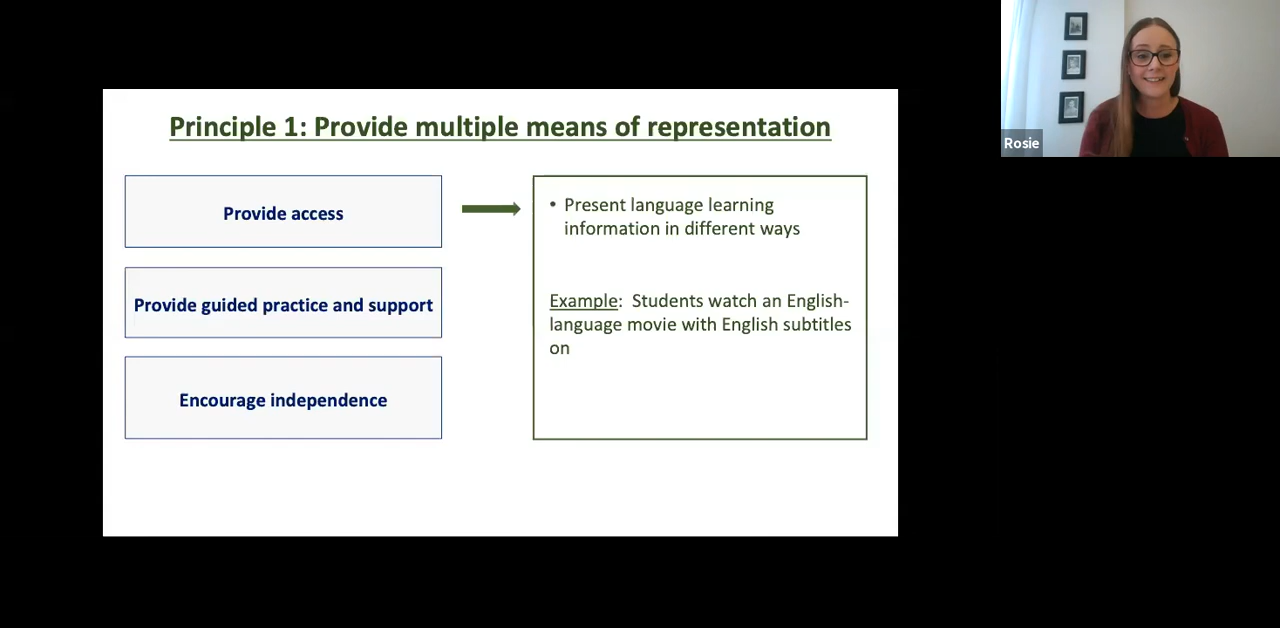 Principle 1: Provide multiple means of representation
Provide access
Provide guided practice and support
Encourage independence
• Present language learning
information in different ways
Example: Students watch an English-
language movie with English subtitles
on
Rosie